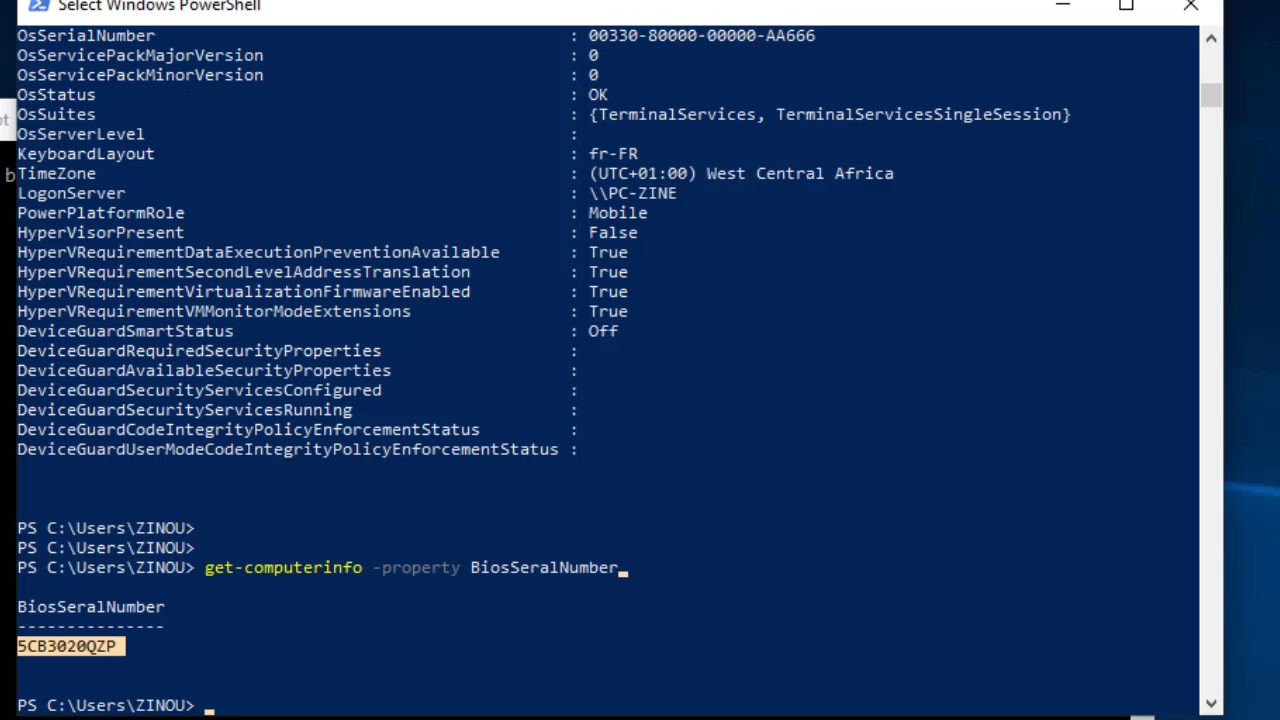 Select Windows PowerShell
OsSerialNumber : 00330-80000-00000-AA666
OsServicePackMajorVersion : 0
OsServicePackMinorVersion : 0
OsStatus : OK
OsSuites : {TerminalServices, TerminalServicesSingleSession}
OsServerLevel :
KeyboardLayout : fr-FR
TimeZone : (UTC+01:00) West Central Africa
LogonServer : \\PC-ZINE
PowerPlatformRole : Mobile
HyperVisorPresent : False
HyperVRequirementDataExecutionPreventionAvailable : True
HyperVRequirementSecondLevelAddressTranslation : True
HyperVRequirementVirtualizationFirmwareEnabled : True
HyperVRequirementVMMonitorModeExtensions : True
DeviceGuardSmartStatus : Off
DeviceGuardRequiredSecurityProperties :
DeviceGuardAvailableSecurityProperties :
DeviceGuardSecurityServicesConfigured :
DeviceGuardSecurityServicesRunning :
DeviceGuardCodeIntegrityPolicyEnforcementStatus :
DeviceGuardUserModeCodeIntegrityPolicyEnforcementStatus :
PS C:\Users\ZINOU>
PS C:\Users\ZINOU>
PS C:\Users\ZINOU> get-computerinfo -property BiosSeralNumber
BiosSeralNumber
---------------
5CB3020QZP
PS C:\Users\ZINOU>